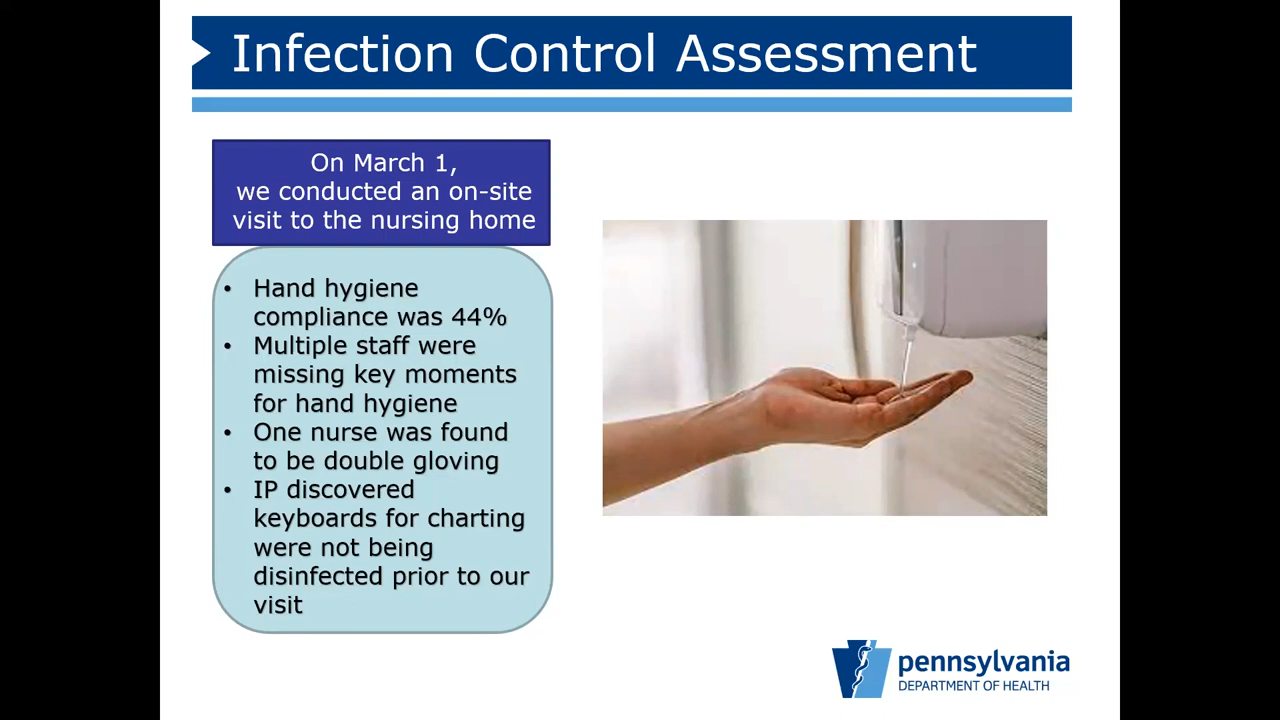 Infection Control Assessment
On March 1,
we conducted an on-site
visit to the nursing home
• Hand hygiene
compliance was 44%
• Multiple staff were
missing key moments
for hand hygiene
• One nurse was found
to be double gloving
• IP discovered
keyboards for charting
were not being
disinfected prior to our
visit
pennsylvania
DEPARTMENT OF HEALTH